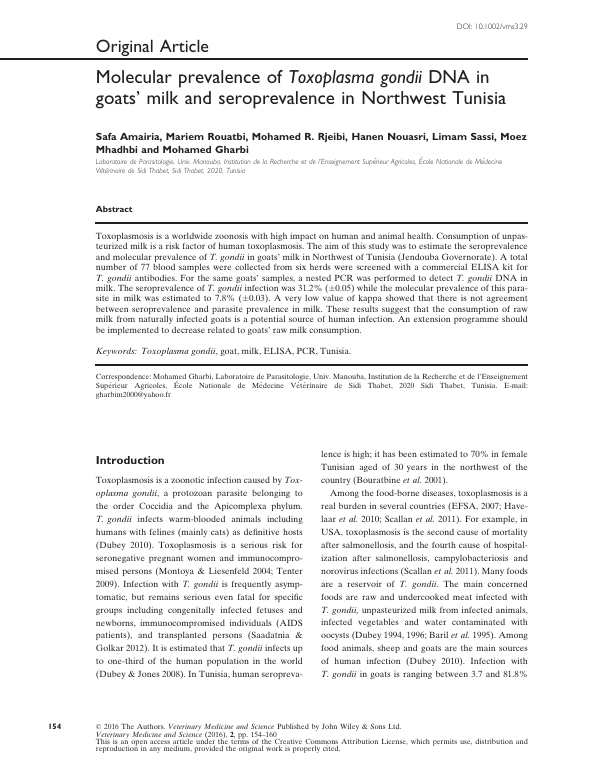 DOI: 10.1002/vms3.29
Original Article
Molecular prevalence of Toxoplasma gondii DNA in
goats’ milk and seroprevalence in Northwest Tunisia
Safa Amairia, Mariem Rouatbi, Mohamed R. Rjeibi, Hanen Nouasri, Limam Sassi, Moez
Mhadhbi and Mohamed Gharbi
Laboratoire de Parasitologie, Univ. Manouba, Institution de la Recherche et de l’Enseignement Supérieur Agricoles, École Nationale de Médecine
Vétérinaire de Sidi Thabet, Sidi Thabet, 2020, Tunisia
Abstract
Toxoplasmosis is a worldwide zoonosis with high impact on human and animal health. Consumption of unpas-
teurized milk is a risk factor of human toxoplasmosis. The aim of this study was to estimate the seroprevalence
and molecular prevalence of T. gondii in goats’ milk in Northwest of Tunisia (Jendouba Governorate). A total
number of 77 blood samples were collected from six herds were screened with a commercial ELISA kit for
T. gondii antibodies. For the same goats’ samples, a nested PCR was performed to detect T. gondii DNA in
milk. The seroprevalence of T. gondii infection was 31.2% (±0.05) while the molecular prevalence of this para-
site in milk was estimated to 7.8% (±0.03). A very low value of kappa showed that there is not agreement
between seroprevalence and parasite prevalence in milk. These results suggest that the consumption of raw
milk from naturally infected goats is a potential source of human infection. An extension programme should
be implemented to decrease related to goats’ raw milk consumption.
Keywords: Toxoplasma gondii, goat, milk, ELISA, PCR, Tunisia.
Correspondence: Mohamed Gharbi, Laboratoire de Parasitologie, Univ. Manouba, Institution de la Recherche et de l’Enseignement
Supérieur Agricoles, École Nationale de Médecine Vétérinaire de Sidi Thabet, 2020 Sidi Thabet, Tunisia. E-mail:
gharbim2000@yahoo.fr
Introduction
Toxoplasmosis is a zoonotic infection caused by Tox-
oplasma gondii, a protozoan parasite belonging to
the order Coccidia and the Apicomplexa phylum.
T. gondii infects warm-blooded animals including
humans with felines (mainly cats) as definitive hosts
(Dubey 2010). Toxoplasmosis is a serious risk for
seronegative pregnant women and immunocompro-
mised persons (Montoya & Liesenfeld 2004; Tenter
2009). Infection with T. gondii is frequently asymp-
tomatic, but remains serious even fatal for specific
groups including congenitally infected fetuses and
newborns, immunocompromised individuals (AIDS
patients), and transplanted persons (Saadatnia &
Golkar 2012). It is estimated that T. gondii infects up
to one-third of the human population in the world
(Dubey & Jones 2008). In Tunisia, human seropreva-
lence is high; it has been estimated to 70% in female
Tunisian aged of 30 years in the northwest of the
country (Bouratbine et al. 2001).
Among the food-borne diseases, toxoplasmosis is a
real burden in several countries (EFSA, 2007; Have-
laar et al. 2010; Scallan et al. 2011). For example, in
USA, toxoplasmosis is the second cause of mortality
after salmonellosis, and the fourth cause of hospital-
ization after salmonellosis, campylobacteriosis and
norovirus infections (Scallan et al. 2011). Many foods
are a reservoir of T. gondii. The main concerned
foods are raw and undercooked meat infected with
T. gondii, unpasteurized milk from infected animals,
infected vegetables and water contaminated with
oocysts (Dubey 1994, 1996; Baril et al. 1995). Among
food animals, sheep and goats are the main sources
of human infection (Dubey 2010). Infection with
T. gondii in goats is ranging between 3.7 and 81.8%
154
© 2016 The Authors. Veterinary Medicine and Science Published by John Wiley & Sons Ltd.
Veterinary Medicine and Science (2016), 2, pp. 154–160
This is an open access article under the terms of the Creative Commons Attribution License, which permits use, distribution and
reproduction in any medium, provided the original work is properly cited.